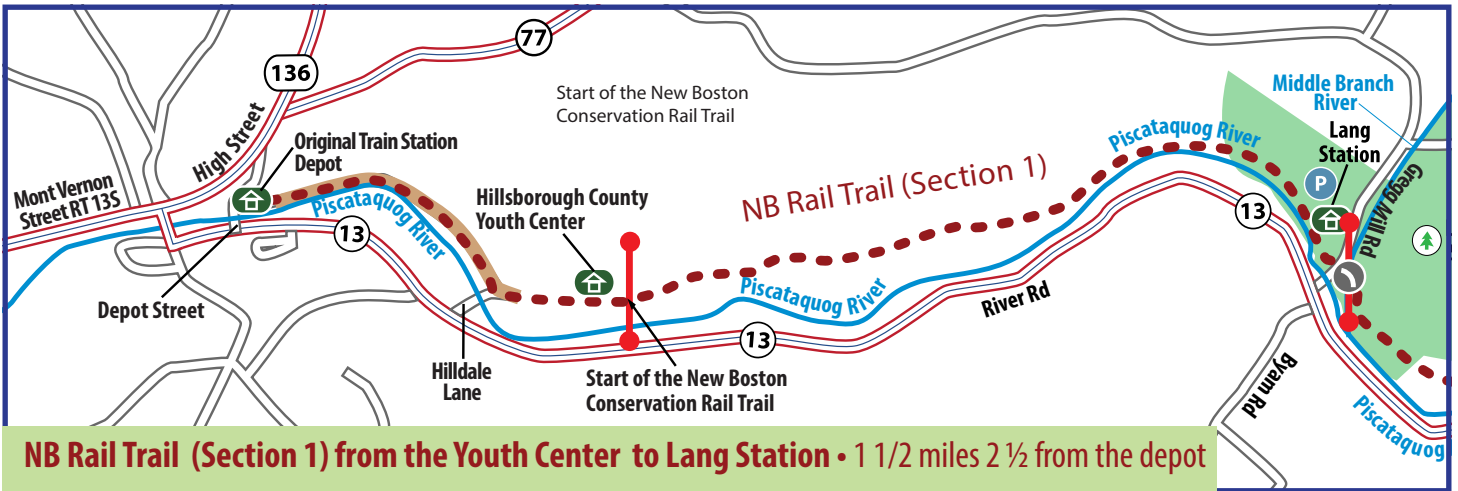 77
136
Start of the New Boston
Conservation Rail Trail
Middle Branch
River
High Street
Original Train Station
Depot
Piscataquog River
Lang
Station
P
Mont Vernon
Street RT 13S
Hillsborough County
Youth Center
NB Rail Trail (Section 1)
Gregg Mill Rd
Piscataquog River
13
13
Depot Street
Piscataquog River
River Rd
13
Hilldale
Lane
Start of the New Boston
Conservation Rail Trail
Byam Rd
Piscataquog
NB Rail Trail (Section 1) from the Youth Center to Lang Station • 1 1/2 miles 2 ½ from the depot